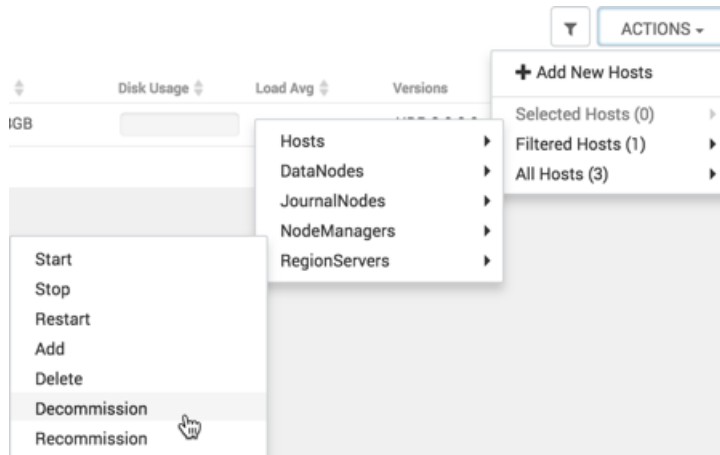 ACTIONS
Add New Hosts
Disk Usage
Load Avg
Versions
Selected Hosts (0)
GB
Filtered Hosts (1)
All Hosts (3)
Hosts
DataNodes
JournalNodes
NodeManagers
RegionServers
Start
Stop
Restart
Add
Delete
Decommission
Recommission